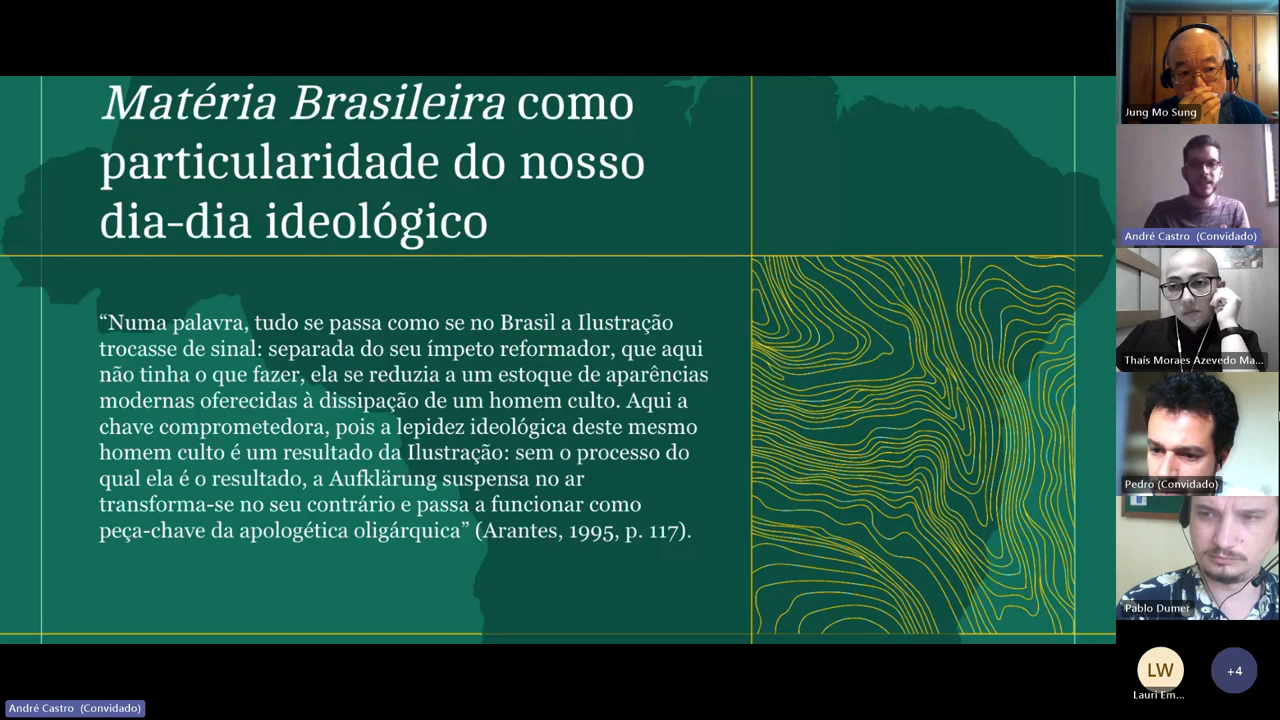 Matéria Brasileira como
particularidade do nosso
dia-dia ideológico
“Numa palavra, tudo se passa como se no Brasil a Ilustração
trocasse de sinal: separada do seu ímpeto reformador, que aqui
não tinha o que fazer, ela se reduzia a um estoque de aparências
modernas oferecidas à dissipação de um homem culto. Aqui a
chave comprometedora, pois a lepidez ideológica deste mesmo
homem culto é um resultado da Ilustração: sem o processo do
qual ela é o resultado, a Aufklärung suspensa no ar
transforma-se no seu contrário e passa a funcionar como
peça-chave da apologética oligárquica” (Arantes, 1995, p. 117).
Jung Mo Sung
André Castro (Convidado)
Thaís Moraes Azevedo Ma...
Pedro (Convidado)
Pablo Dumer
LW
Lauri Em...
+4
André Castro (Convidado)